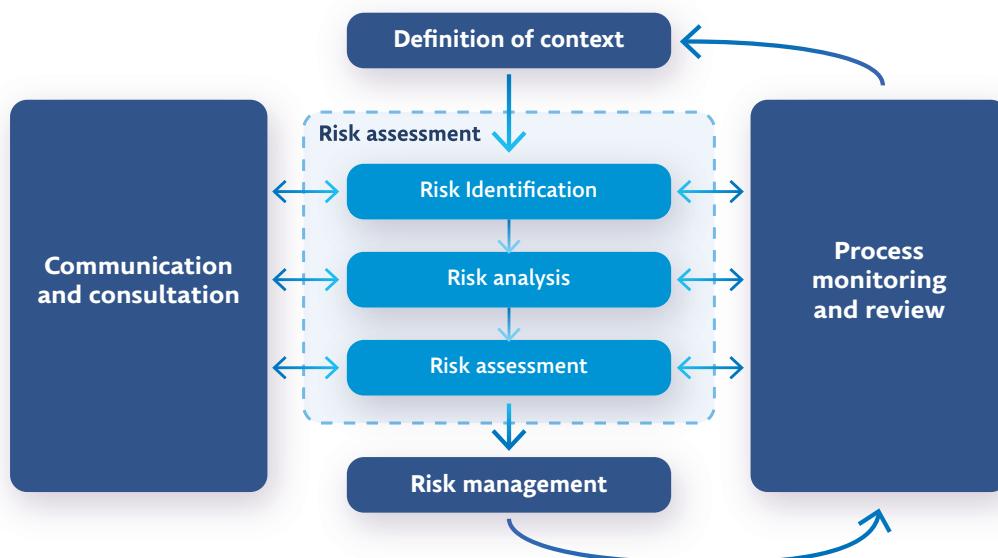 Definition of context
Risk assessment
Risk Identification
Risk analysis
Risk assessment
Risk management
Communication
and consultation
Process
monitoring
and review